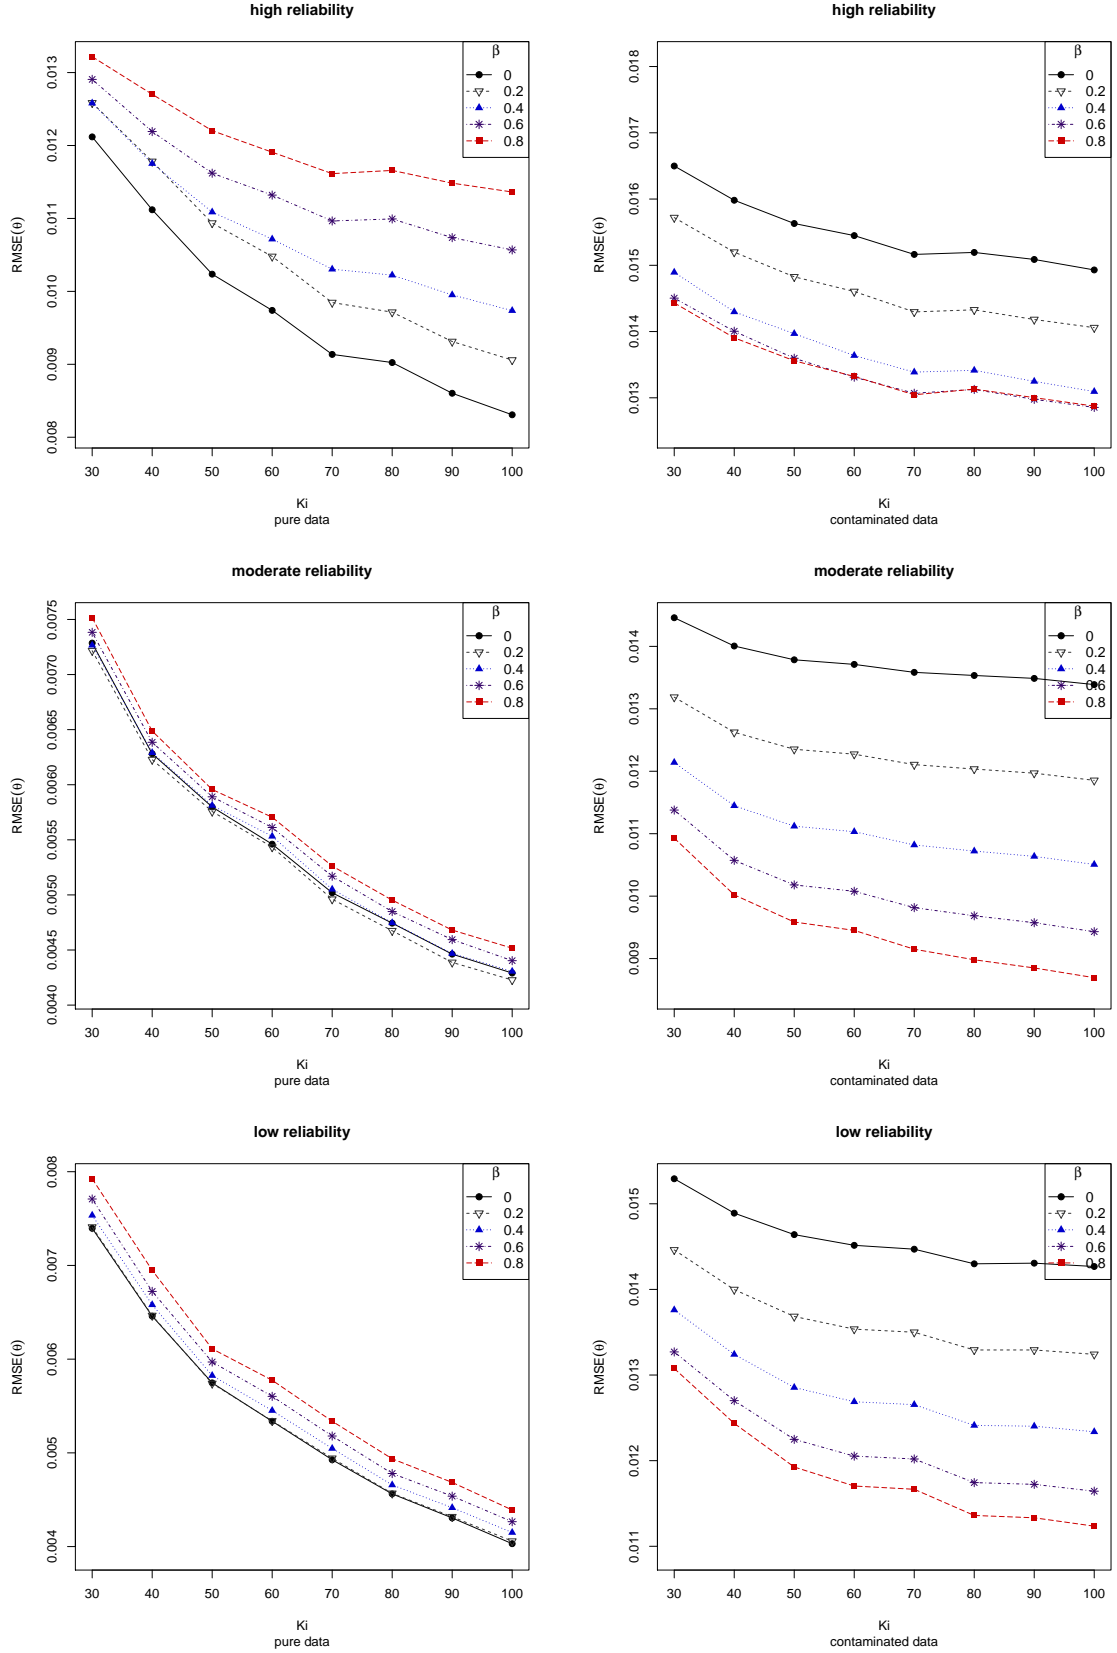 high reliability
RMSE(θ)
0.013
0.012
0.011
0.010
0.009
0.008
β
0
0.2
0.4
0.6
0.8
30 40 50 60 70 80 90 100
Ki
pure data
high reliability
RMSE(θ)
0.018
0.017
0.016
0.015
0.014
0.013
β
0
0.2
0.4
0.6
0.8
30 40 50 60 70 80 90 100
Ki
contaminated data
moderate reliability
RMSE(θ)
0.0075
0.0070
0.0065
0.0060
0.0055
0.0050
0.0045
0.0040
β
0
0.2
0.4
0.6
0.8
30 40 50 60 70 80 90 100
Ki
pure data
moderate reliability
RMSE(θ)
0.014
0.013
0.012
0.011
0.010
0.009
β
0
0.2
0.4
0.6
0.8
30 40 50 60 70 80 90 100
Ki
contaminated data
low reliability
RMSE(θ)
0.008
0.007
0.006
0.005
0.004
β
0
0.2
0.4
0.6
0.8
30 40 50 60 70 80 90 100
Ki
pure data
low reliability
RMSE(θ)
0.015
0.014
0.013
0.012
0.011
β
0
0.2
0.4
0.6
0.8
30 40 50 60 70 80 90 100
Ki
contaminated data